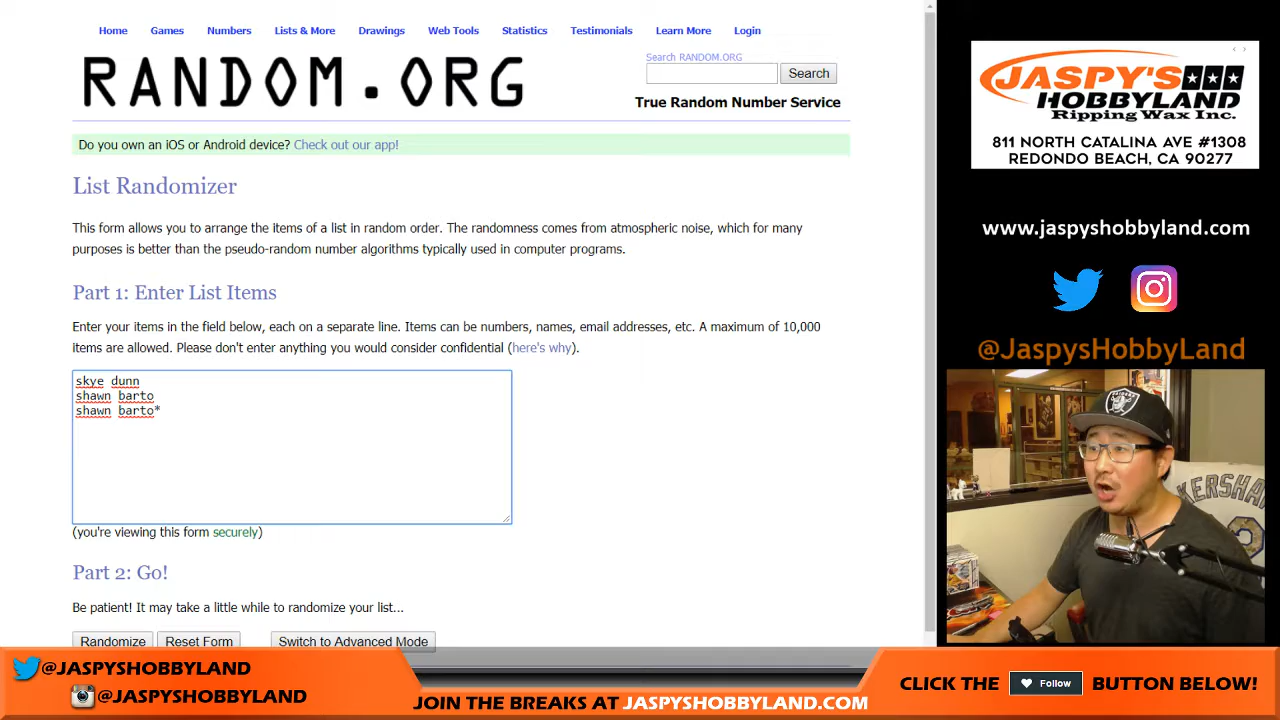 Home Games Numbers Lists & More Drawings Web Tools Statistics Testimonials Learn More Login
RANDOM.ORG
Search RANDOM.ORG
Search
True Random Number Service
Do you own an iOS or Android device? Check out our app!
List Randomizer
This form allows you to arrange the items of a list in random order. The randomness comes from atmospheric noise, which for many
purposes is better than the pseudo-random number algorithms typically used in computer programs.
Part 1: Enter List Items
Enter your items in the field below, each on a separate line. Items can be numbers, names, email addresses, etc. A maximum of 10,000
items are allowed. Please don't enter anything you would consider confidential (here's why).
skye dunn
shawn barto
shawn barto*
(you're viewing this form securely)
Part 2: Go!
Be patient! It may take a little while to randomize your list...
Randomize Reset Form Switch to Advanced Mode
JASPY'S
HOBBYLAND
Ripping Wax Inc.
811 NORTH CATALINA AVE #1308
REDONDO BEACH, CA 90277
www.jaspyshobbyland.com
@JaspysHobbyLand
RAIDERS
KERSHA
@JASPYSHOBBYLAND
@JASPYSHOBBYLAND
JOIN THE BREAKS AT JASPYSHOBBYLAND.COM
CLICK THE Follow BUTTON BELOW!